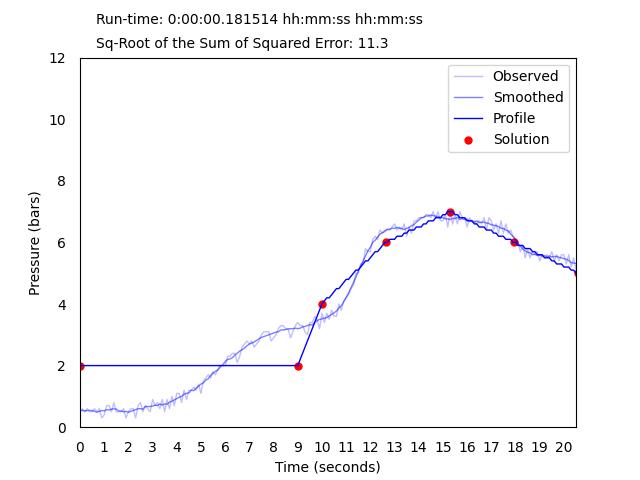 Run-time: 0:00:00.181514 hh:mm:ss hh:mm:ss
Sq-Root of the Sum of Squared Error: 11.3
12
10
8
6
4
2
0
Pressure (bars)
Observed
Smoothed
Profile
Solution
0 1 2 3 4 5 6 7 8 9 10 11 12 13 14 15 16 17 18 19 20
Time (seconds)